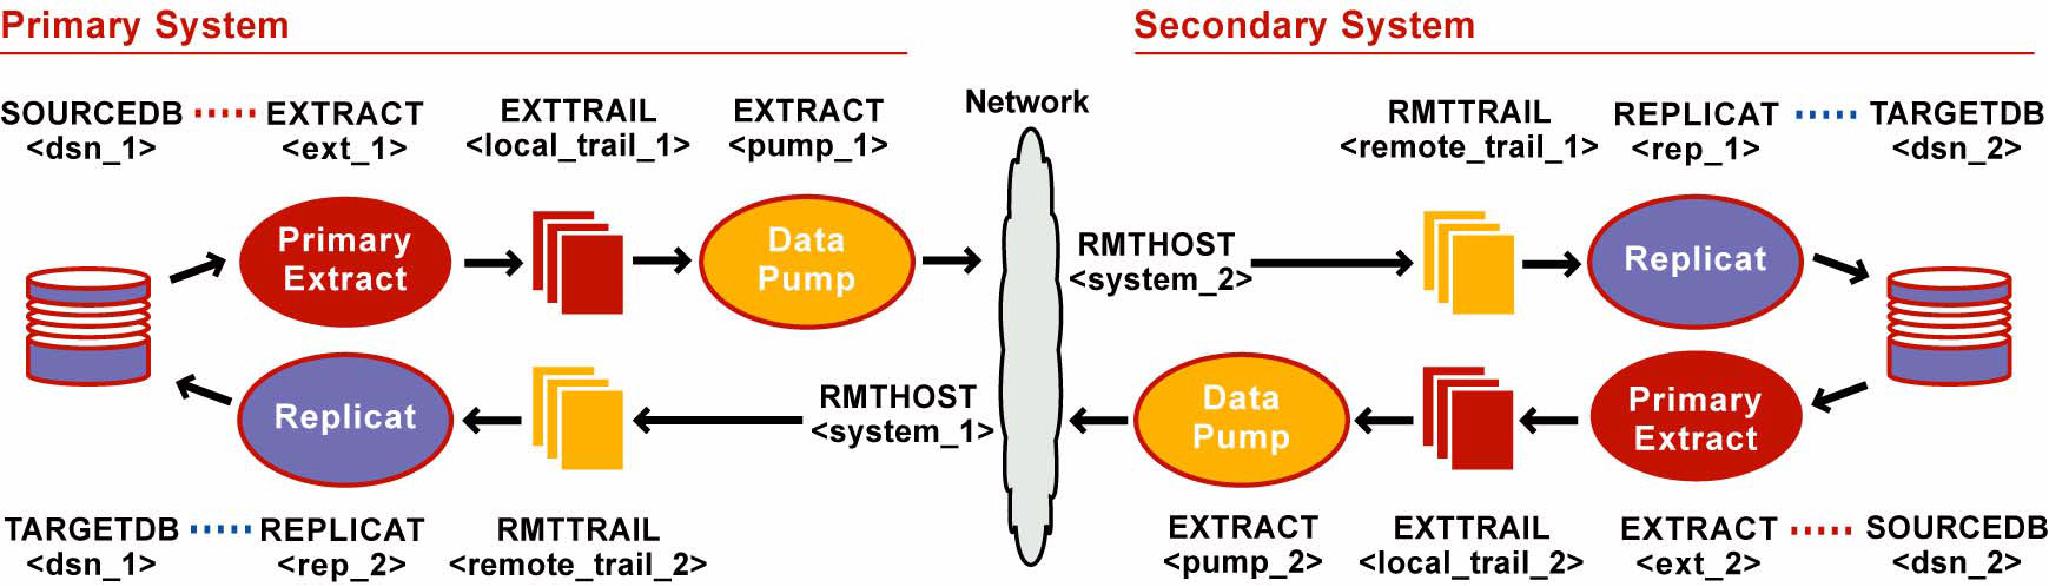 Primary System
Secondary System
SOURCEDB EXTRACT EXTTRAIL EXTRACT Network RMTTRAIL REPLICAT TARGETDB
<dsn_1> <ext_1> <local_trail_1> <pump_1> <remote_trail_1> <rep_1> <dsn_2>
Primary
Extract
Data
Pump
RMTHOST
<system_2>
Replicat
Replicat
RMTHOST
<system_1>
Data
Pump
Primary
Extract
TARGETDB REPLICAT RMTTRAIL EXTRACT EXTTRAIL EXTRACT SOURCEDB
<dsn_1> <rep_2> <remote_trail_2> <pump_2> <local_trail_2> <ext_2> <dsn_2>